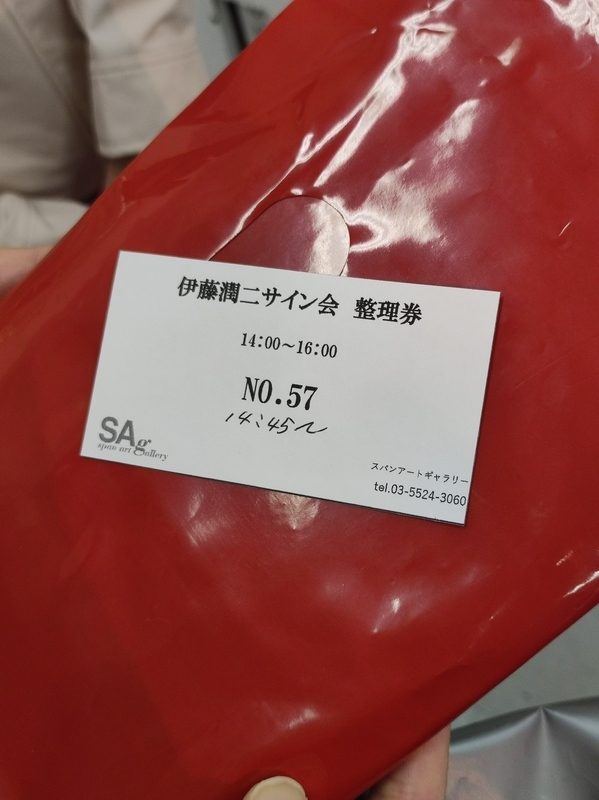 伊藤潤二サイン会 整理券
14:00~16:00
NO.57
14:45~
SAg
span art gallery
スパンアートギャラリー
tel.03-5524-3060